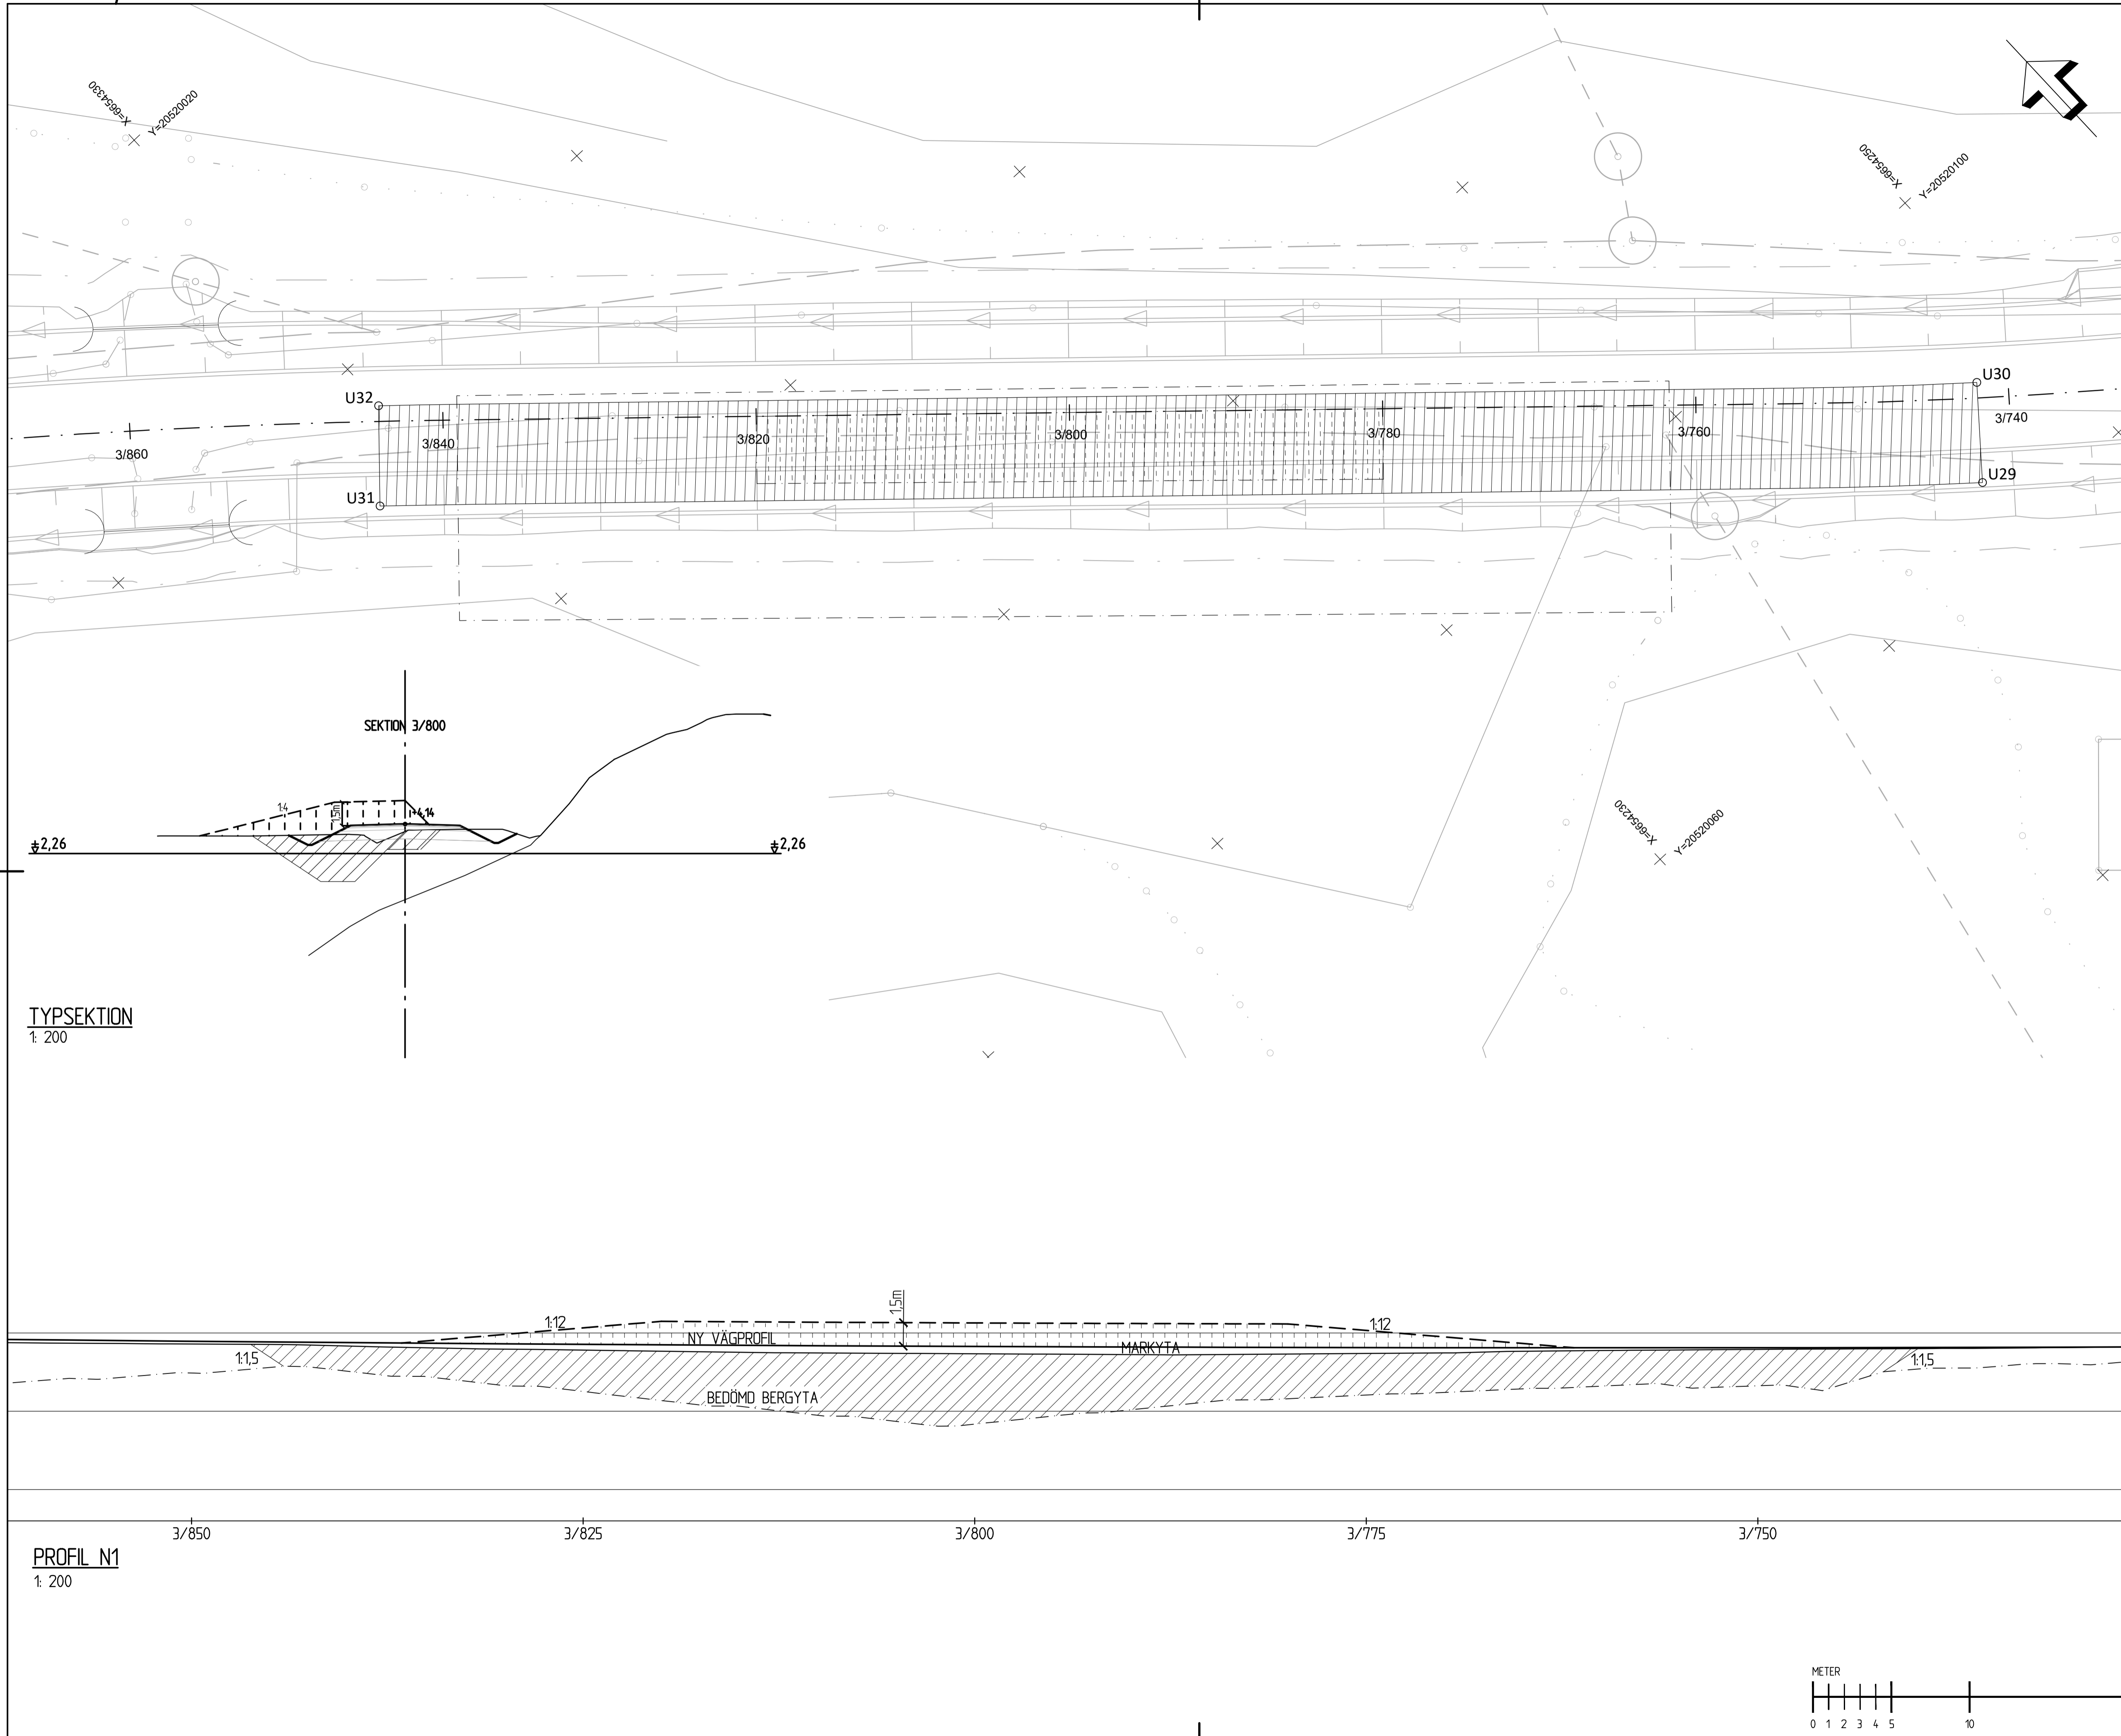 X=6654330
Y=20520020
X=6654250
Y=20520100
U32
U30
3/860
3/840
3/820
3/800
3/780
3/760
3/740
U31
U29
SEKTION 3/800
1:4
1,5m
+4,14
+2,26
+2,26
X=6654230
Y=20520060
TYPSEKTION
1: 200
1:12
1,5m
1:12
NY VÄGPROFIL
MARKYTA
1:1,5
1:1,5
BEDÖMD BERGYTA
3/850
3/825
3/800
3/775
3/750
PROFIL N1
1: 200
METER
0 1 2 3 4 5 10